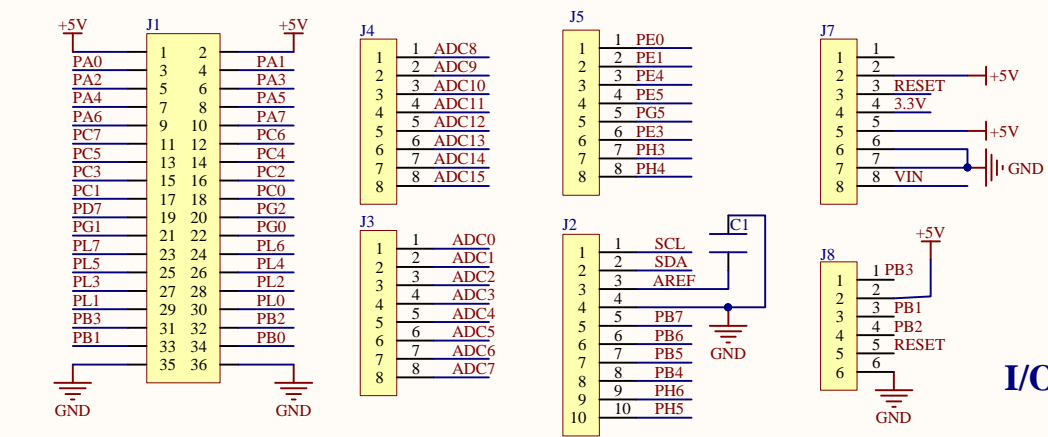 J1
+5V +5V
1 2
PA0 3 4 PA1
PA2 5 6 PA3
PA4 7 8 PA5
PA6 9 10 PA7
PC7 11 12 PC6
PC5 13 14 PC4
PC3 15 16 PC2
PC1 17 18 PC0
PD7 19 20 PG2
PG1 21 22 PG0
PL7 23 24 PL6
PL5 25 26 PL4
PL3 27 28 PL2
PL1 29 30 PL0
PB3 31 32 PB2
PB1 33 34 PB0
35 36
GND GND
J4
1 1 ADC8
2 2 ADC9
3 3 ADC10
4 4 ADC11
5 5 ADC12
6 6 ADC13
7 7 ADC14
8 8 ADC15
J3
1 1 ADC0
2 2 ADC1
3 3 ADC2
4 4 ADC3
5 5 ADC4
6 6 ADC5
7 7 ADC6
8 8 ADC7
J5
1 1 PE0
2 2 PE1
3 3 PE4
4 4 PE5
5 5 PG5
6 6 PE3
7 7 PH3
8 8 PH4
J2
C1
1 1 SCL
2 2 SDA
3 3 AREF
4 4
5 5 PB7
6 6 PB6
7 7 PB5
8 8 PB4
9 9 PH6
10 10 PH5
GND
J7
1 1
2 2 +5V
3 3 RESET
4 4 3.3V
5 5 +5V
6 6
7 7 GND
8 8 VIN
J8
+5V
1 1 PB3
2 2
3 3 PB1
4 4 PB2
5 5 RESET
6 6
GND
I/O